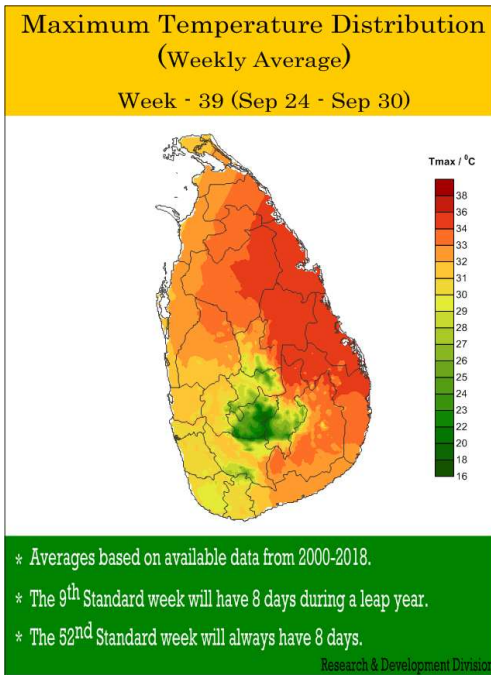 Maximum Temperature Distribution
(Weekly Average)
Week - 39 (Sep 24 - Sep 30)
Tmax / ⁰C
38
36
34
33
32
31
30
29
28
27
26
25
24
23
22
20
18
16
* Averages based on available data from 2000-2018.
* The 9th Standard week will have 8 days during a leap year.
* The 52nd Standard week will always have 8 days.
Research & Development Division